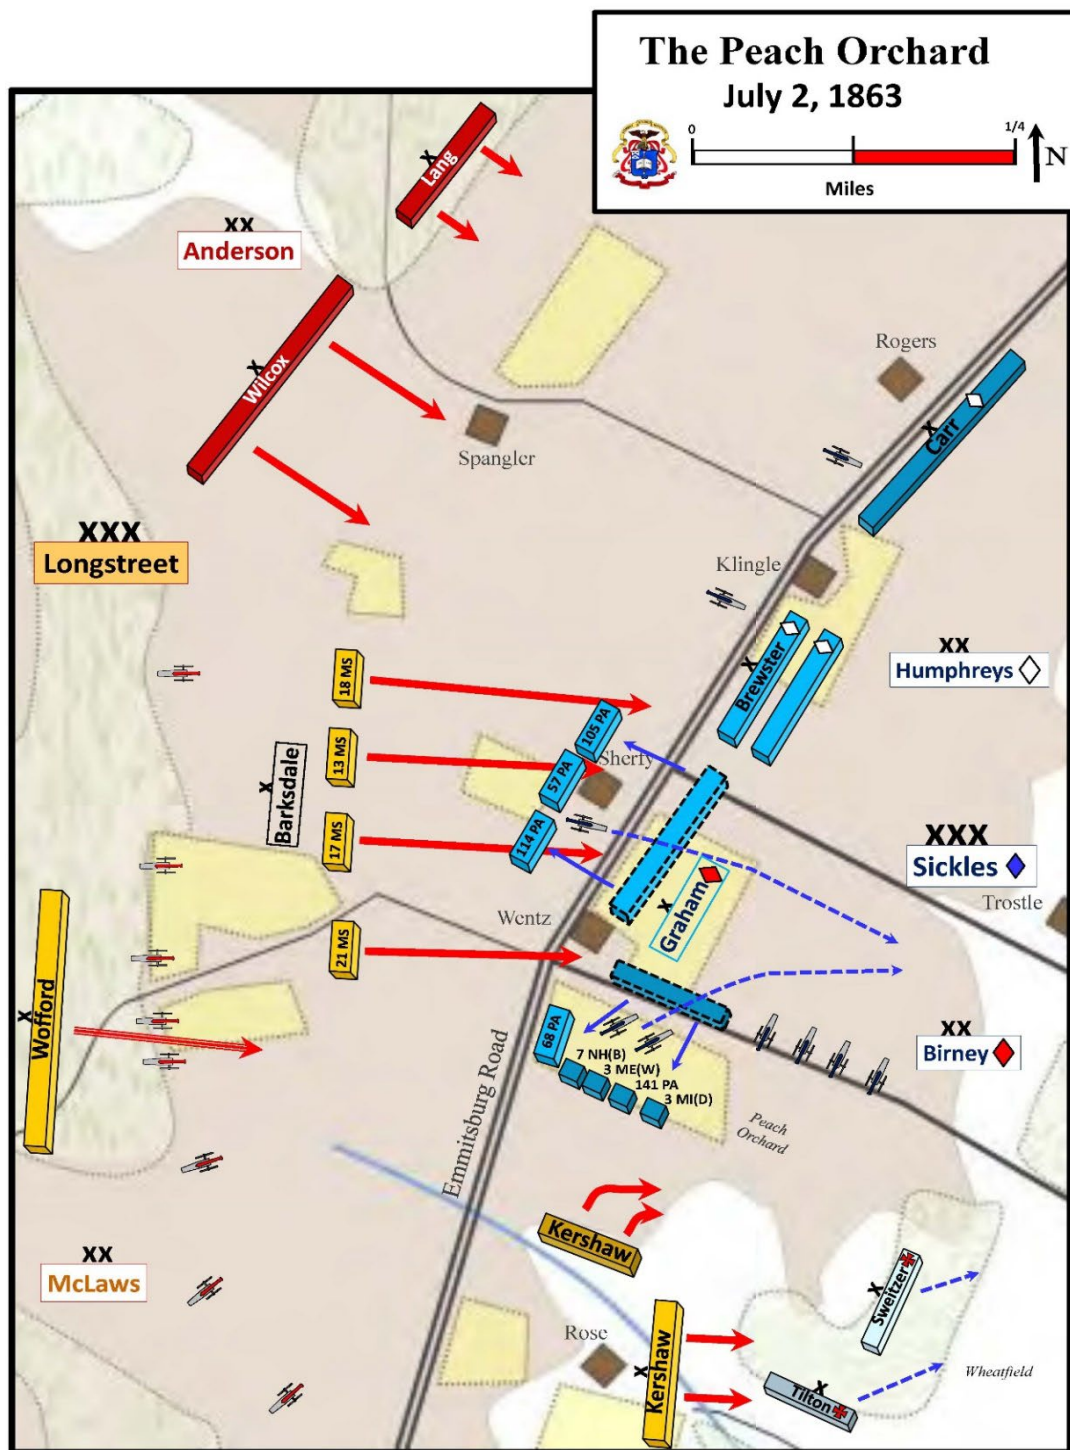 The Peach Orchard
July 2, 1863
0
1/4
N
Miles
X
Lang
XX
Anderson
X
Wilcox
Rogers
X
Carr
Spangler
XXX
Longstreet
Klingle
XX
Humphreys
X
Brewster
18 MS
105 PA
Sherfy
13 MS
57 PA
X
Barksdale
17 MS
114 PA
XXX
Sickles
X
Graham
Trostle
Wentz
21 MS
X
Wofford
68 PA
7 NH(B)
3 ME(W)
141 PA
3 MI(D)
XX
Birney
Emmitsburg Road
Peach
Orchard
Kershaw
XX
McLaws
X
Sweitzer
Rose
X
Kershaw
X
Tilton
Wheatfield